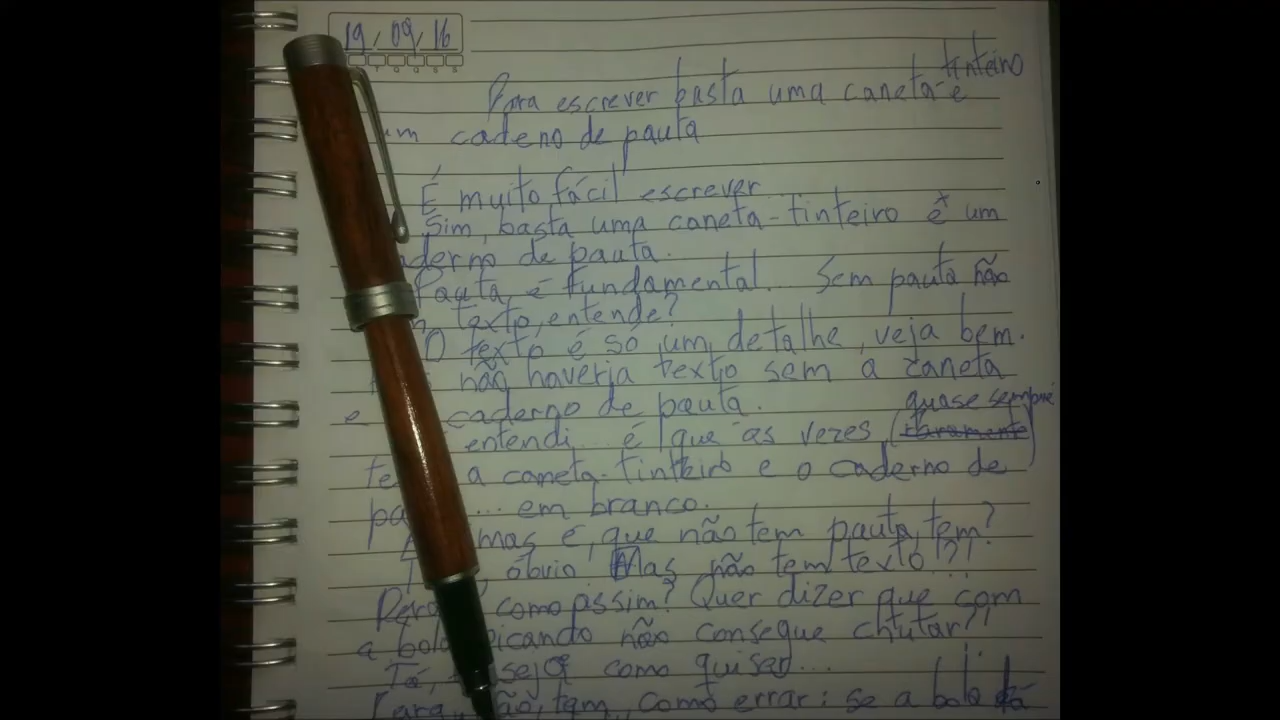 19 09 16
Para escrever basta uma caneta-tinteiro e
um cadeno de pauta
É muito fácil escrever
Sim, basta uma caneta-tinteiro e um
caderno de pauta.
Pauta é fundamental. Sem pauta não
texto, entende?
O texto é só um detalhe, veja bem.
não haveria texto sem a caneta
e caderno de pauta.
entendi... é que as vezes, quase sempre
a caneta-tinteiro e o caderno de
... em branco.
mas é, que não tem pauta, tem?
, óbvio. Mas não tem texto?!
como assim? Quer dizer que com
a bola picando não consegue chutar?!
Tá, seja como quiser...
Cara, não tem como errar: se a bola tá